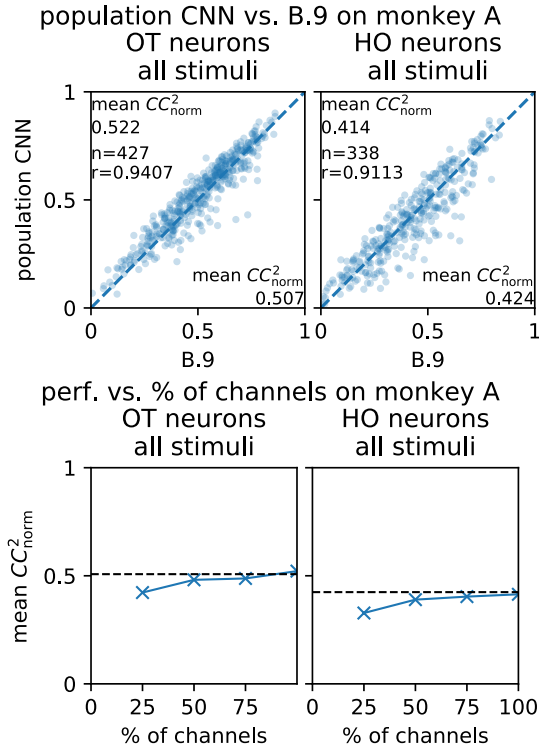 population CNN vs. B.9 on monkey A
OT neurons
all stimuli
HO neurons
all stimuli
population CNN
1
0.5
0
mean CC²norm
0.522
n=427
r=0.9407
mean CC²norm
0.507
0
0.5
1
B.9
mean CC²norm
0.414
n=338
r=0.9113
mean CC²norm
0.424
0
0.5
1
B.9
perf. vs. % of channels on monkey A
OT neurons
all stimuli
HO neurons
all stimuli
mean CC²norm
1
0.5
0
0
25
50
75
% of channels
0
25
50
75
100
% of channels